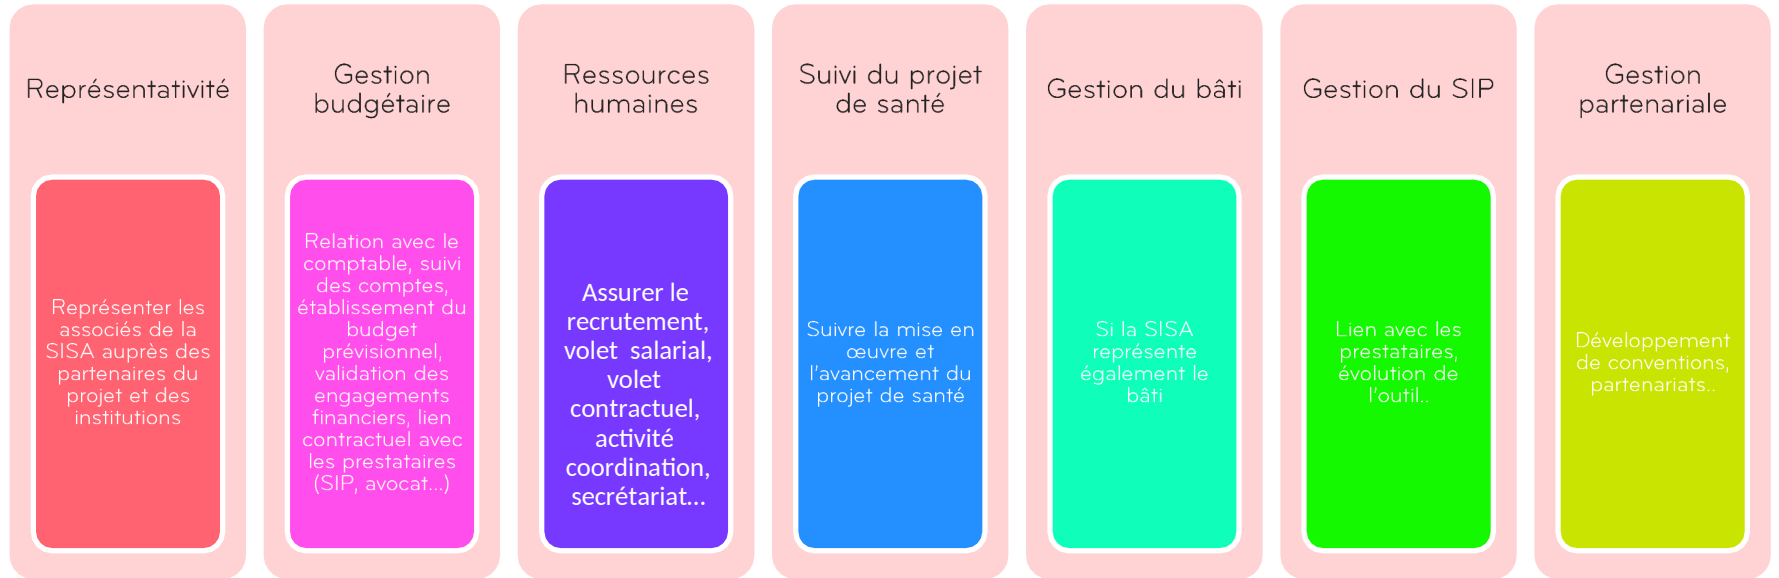 Représentativité
Représenter les
associés de la
SISA auprès des
partenaires du
projet et des
institutions
Gestion
budgétaire
Relation avec le
comptable, suivi
des comptes,
établissement du
budget
prévisionnel,
validation des
engagements
financiers, lien
contractuel avec
les prestataires
(SIP, avocat...)
Ressources
humaines
Assurer le
recrutement,
volet salarial,
volet
contractuel,
activité
coordination,
secrétariat...
Suivi du projet
de santé
Suivre la mise en
œuvre et
l'avancement du
projet de santé
Gestion du bâti
Si la SISA
représente
également le
bâti
Gestion du SIP
Lien avec les
prestataires,
évolution de
l'outil..
Gestion
partenariale
Développement
de conventions,
partenariats..